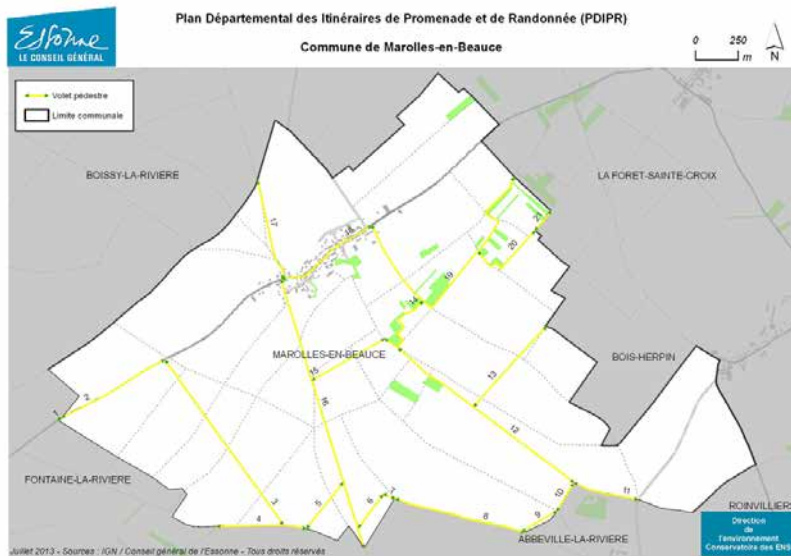 Plan Départemental des Itinéraires de Promenade et de Randonnée (PDIPR)
Commune de Marolles-en-Beauce
Essonne
LE CONSEIL GÉNÉRAL
0 250
m
N
Volet pédestre
Limite communale
BOISSY-LA-RIVIERE
LA FORET-SAINTE-CROIX
17
18
21
20
19
14
MAROLLES-EN-BEAUCE
BOIS-HERPIN
15
16
13
2
1
12
FONTAINE-LA-RIVIERE
3
4
5
6
7
8
9
10
11
ROINVILLIERS
ABBEVILLE-LA-RIVIERE
Direction
de
l'environnement
Conservatoire des ENS
Juillet 2013 - Sources : IGN / Conseil général de l'Essonne - Tous droits réservés